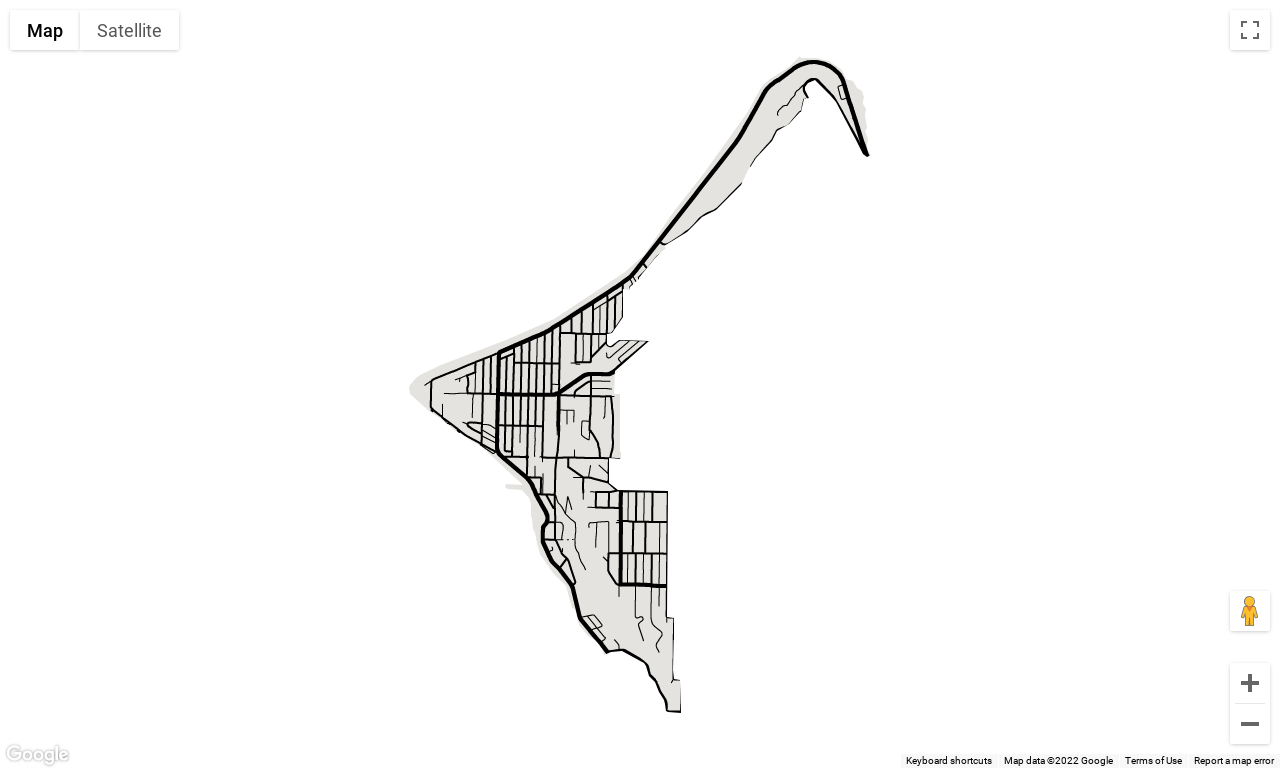 Map Satellite
Google
Keyboard shortcuts Map data ©2022 Google Terms of Use Report a map error